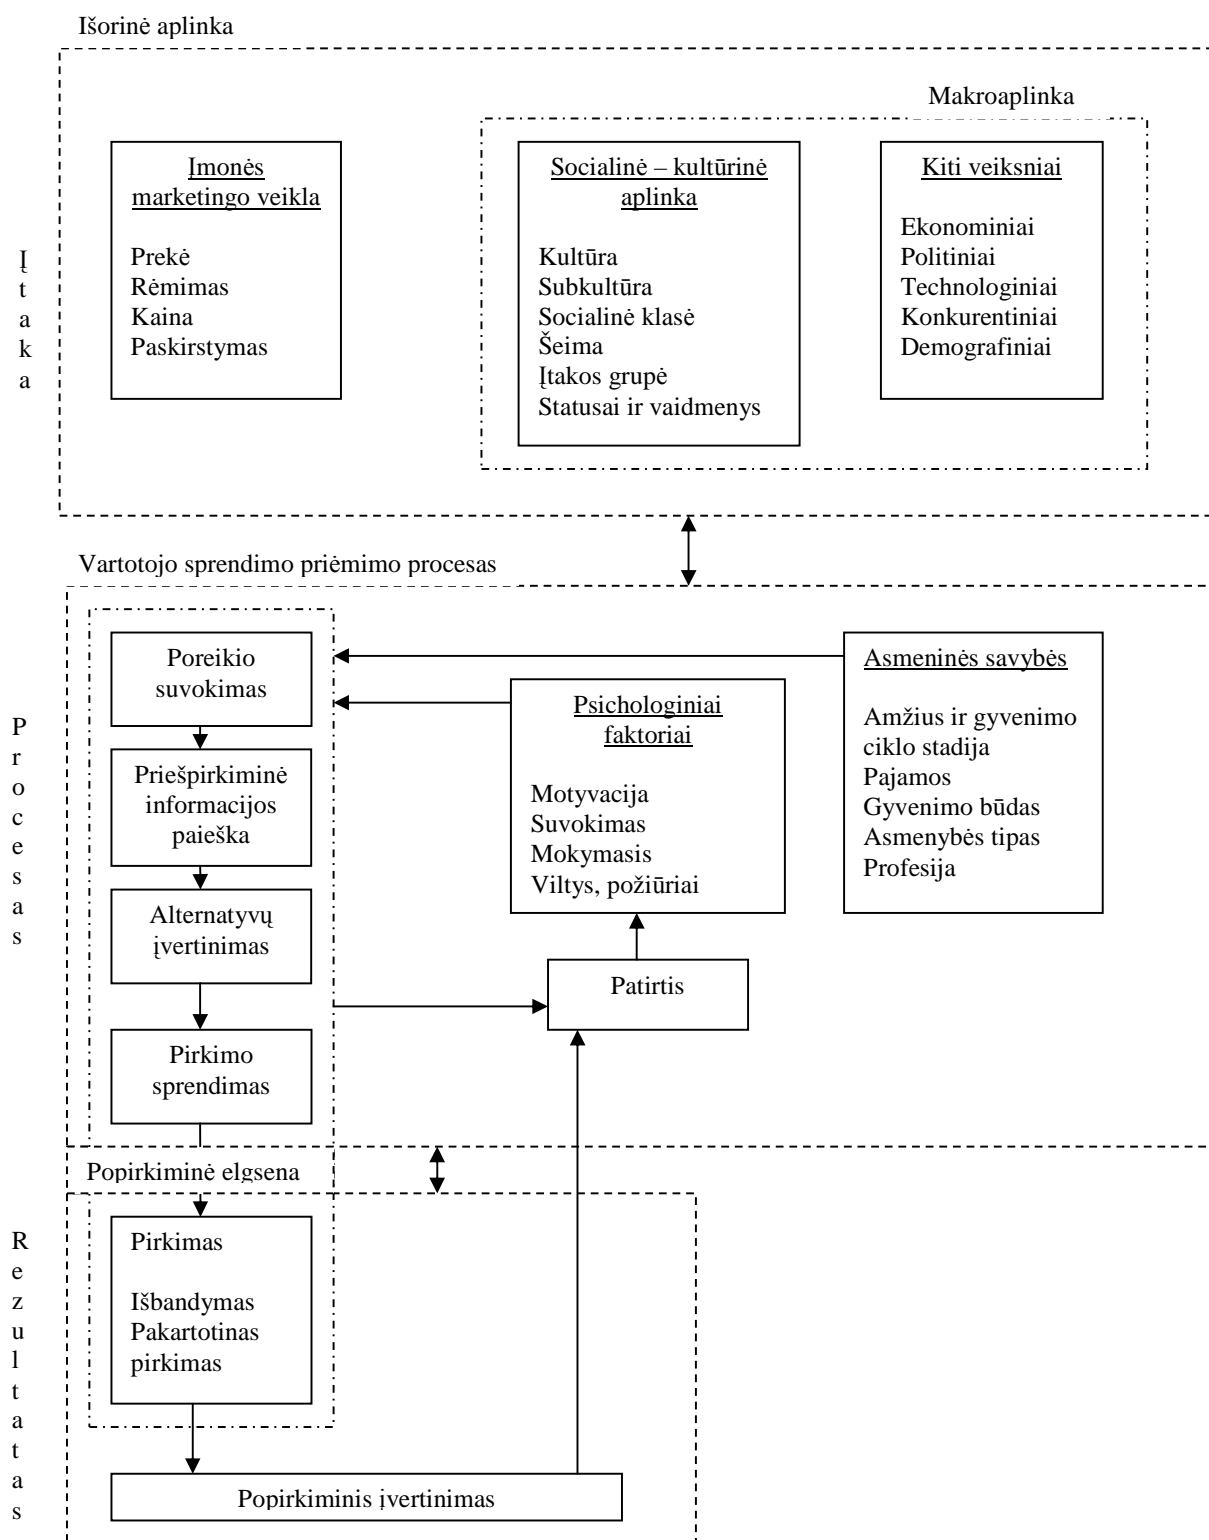 Išorinė aplinka
Makroaplinka
Įmonės
marketingo veikla
Prekė
Rėmimas
Kaina
Paskirstymas
Socialinė – kultūrinė
aplinka
Kultūra
Subkultūra
Socialinė klasė
Šeima
Įtakos grupė
Statusai ir vaidmenys
Kiti veiksniai
Ekonominiai
Politiniai
Technologiniai
Konkurentiniai
Demografiniai
Į
t
a
k
a
Vartotojo sprendimo priėmimo procesas
Poreikio
suvokimas
Priešpirkiminė
informacijos
paieška
Alternatyvų
įvertinimas
Pirkimo
sprendimas
Psichologiniai
faktoriai
Motyvacija
Suvokimas
Mokymasis
Viltys, požiūriai
Asmeninės savybės
Amžius ir gyvenimo
ciklo stadija
Pajamos
Gyvenimo būdas
Asmenybės tipas
Profesija
Patirtis
P
r
o
c
e
s
a
s
Popirkiminė elgsena
Pirkimas
Išbandymas
Pakartotinas
pirkimas
Popirkiminis įvertinimas
R
e
z
u
l
t
a
t
a
s